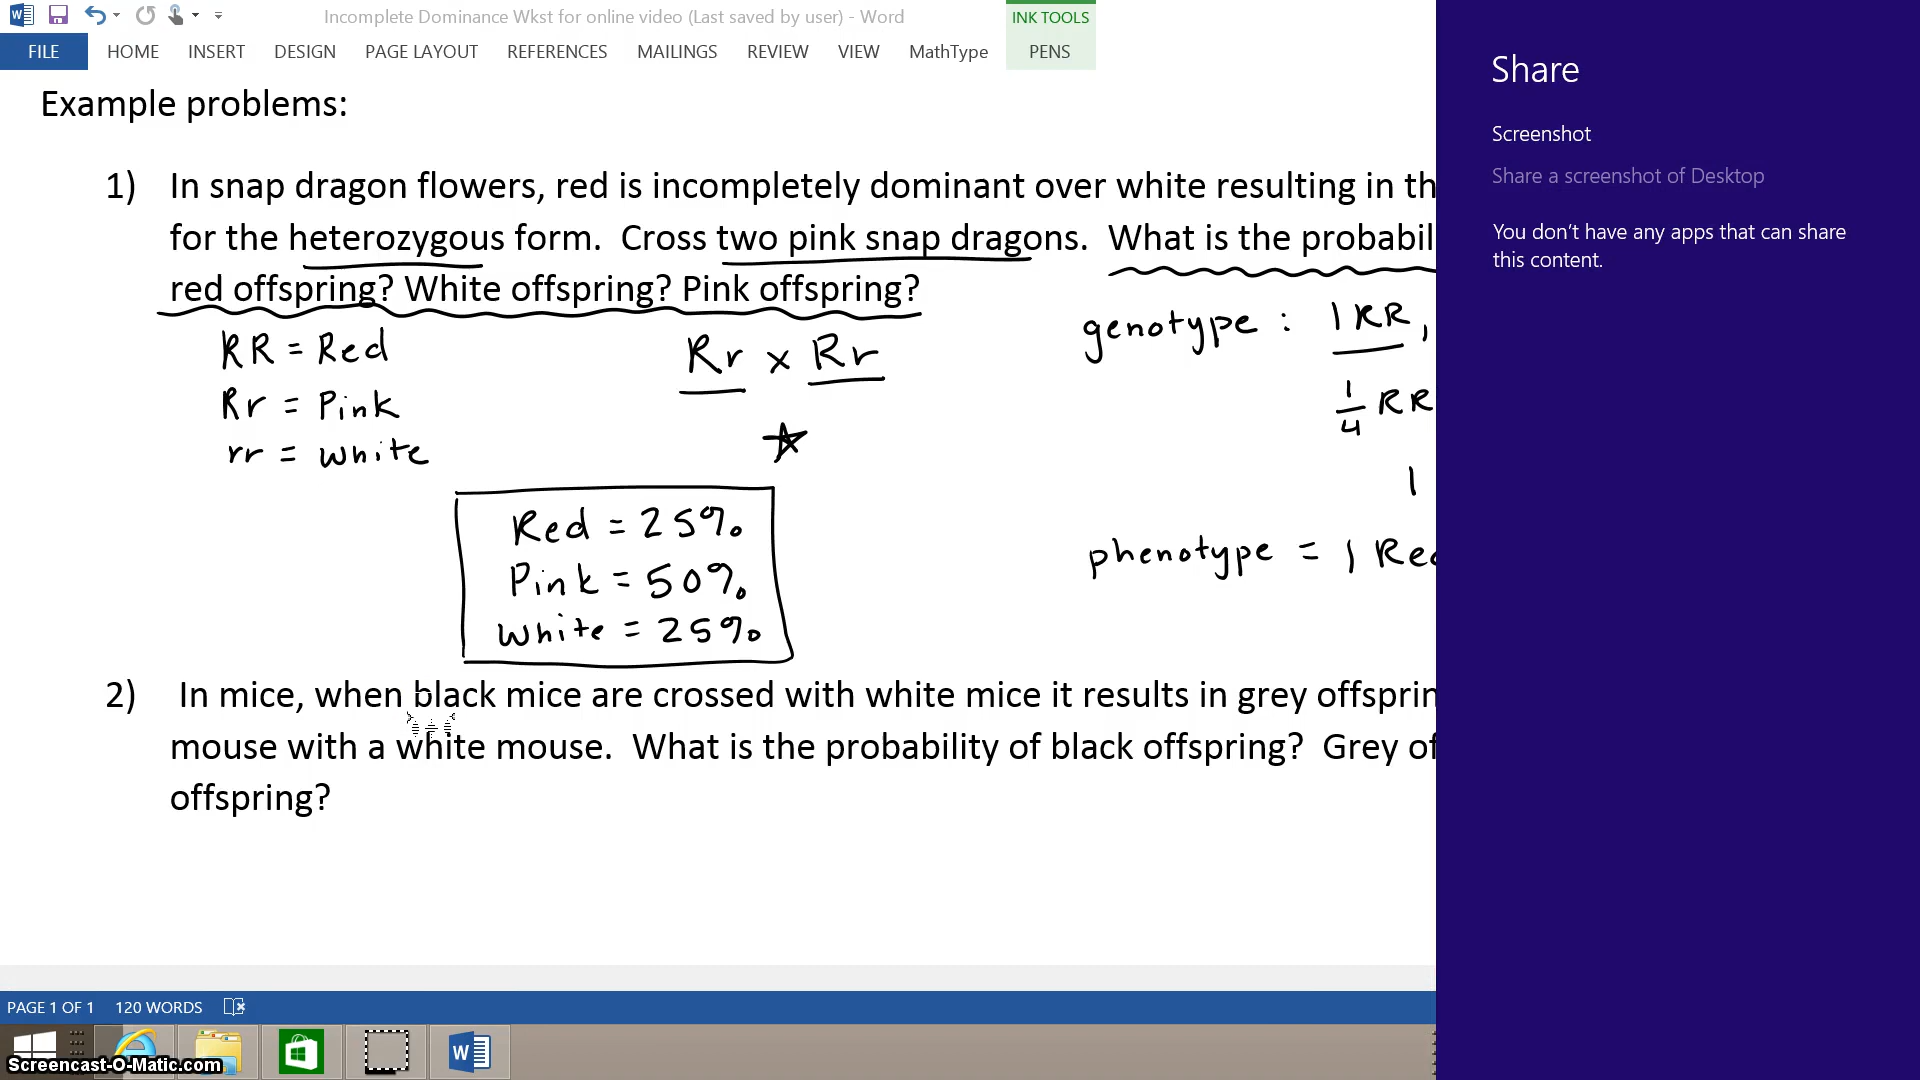 Incomplete Dominance Wkst for online video (Last saved by user) - Word
INK TOOLS
FILE HOME INSERT DESIGN PAGE LAYOUT REFERENCES MAILINGS REVIEW VIEW MathType PENS
Example problems:
1) In snap dragon flowers, red is incompletely dominant over white resulting in th
for the heterozygous form. Cross two pink snap dragons. What is the probabil
red offspring? White offspring? Pink offspring?
RR = Red
Rr = Pink
rr = white
Rr x Rr
Red = 25%
Pink = 50%
white = 25%
genotype : 1 RR,
1/4 RR
1
phenotype = 1 Red
2) In mice, when black mice are crossed with white mice it results in grey offsprin
mouse with a white mouse. What is the probability of black offspring? Grey of
offspring?
PAGE 1 OF 1 120 WORDS
Screencast-O-Matic.com
Share
Screenshot
Share a screenshot of Desktop
You don't have any apps that can share
this content.